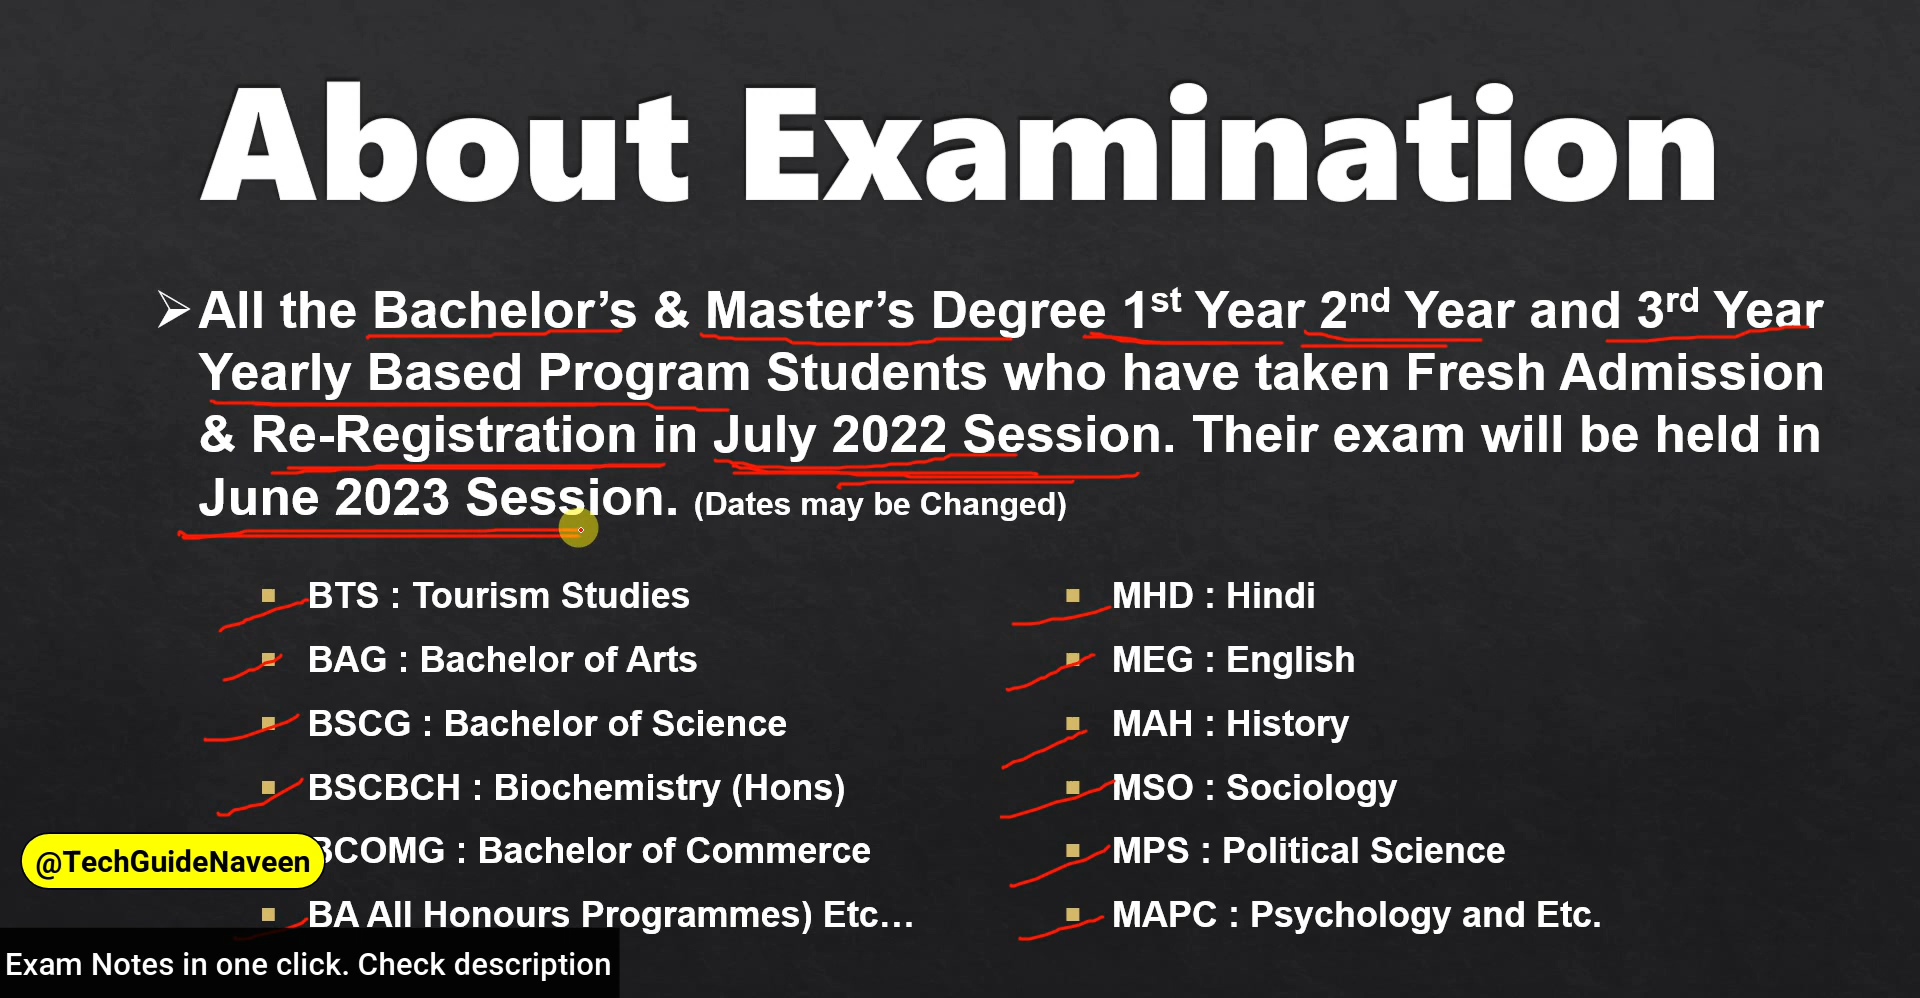 About Examination
All the Bachelor’s & Master’s Degree 1st Year 2nd Year and 3rd Year
Yearly Based Program Students who have taken Fresh Admission
& Re-Registration in July 2022 Session. Their exam will be held in
June 2023 Session. (Dates may be Changed)
BTS : Tourism Studies
BAG : Bachelor of Arts
BSCG : Bachelor of Science
BSCBCH : Biochemistry (Hons)
BCOMG : Bachelor of Commerce
BA All Honours Programmes) Etc...
MHD : Hindi
MEG : English
MAH : History
MSO : Sociology
MPS : Political Science
MAPC : Psychology and Etc.
@TechGuideNaveen
Exam Notes in one click. Check description